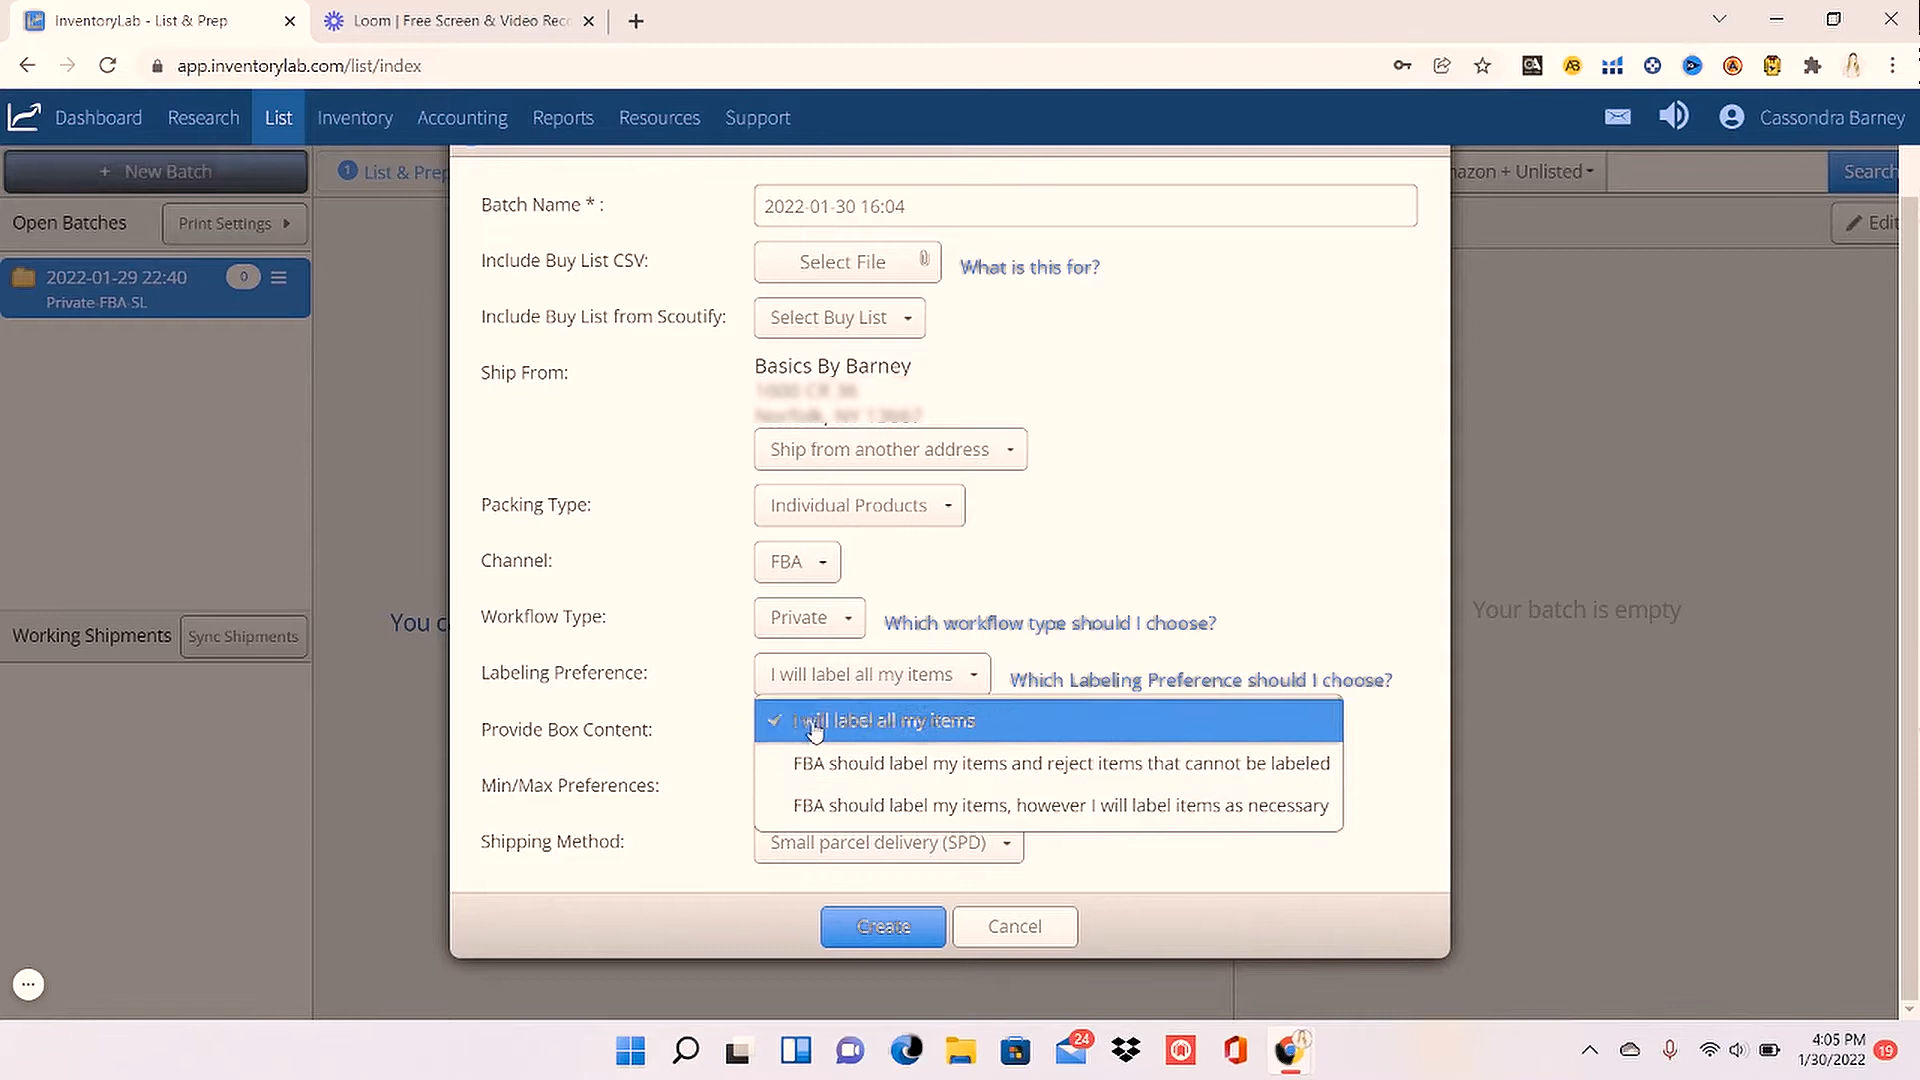 InventoryLab - List & Prep
Loom | Free Screen & Video Rec
app.inventorylab.com/list/index
Dashboard Research List Inventory Accounting Reports Resources Support Cassondra Barney
+ New Batch
1 List & Prep
mazon + Unlisted
Search
Open Batches
Print Settings
Edit
2022-01-29 22:40
0
Private-FBA-SL
Batch Name * :
2022-01-30 16:04
Include Buy List CSV:
Select File
What is this for?
Include Buy List from Scoutify:
Select Buy List
Ship From:
Basics By Barney
Ship from another address
Packing Type:
Individual Products
Channel:
FBA
Workflow Type:
Private
Which workflow type should I choose?
Labeling Preference:
I will label all my items
Which Labeling Preference should I choose?
I will label all my items
Provide Box Content:
FBA should label my items and reject items that cannot be labeled
Min/Max Preferences:
FBA should label my items, however I will label items as necessary
Shipping Method:
Small parcel delivery (SPD)
Create
Cancel
Working Shipments
Sync Shipments
You c
Your batch is empty
24
4:05 PM
1/30/2022
19